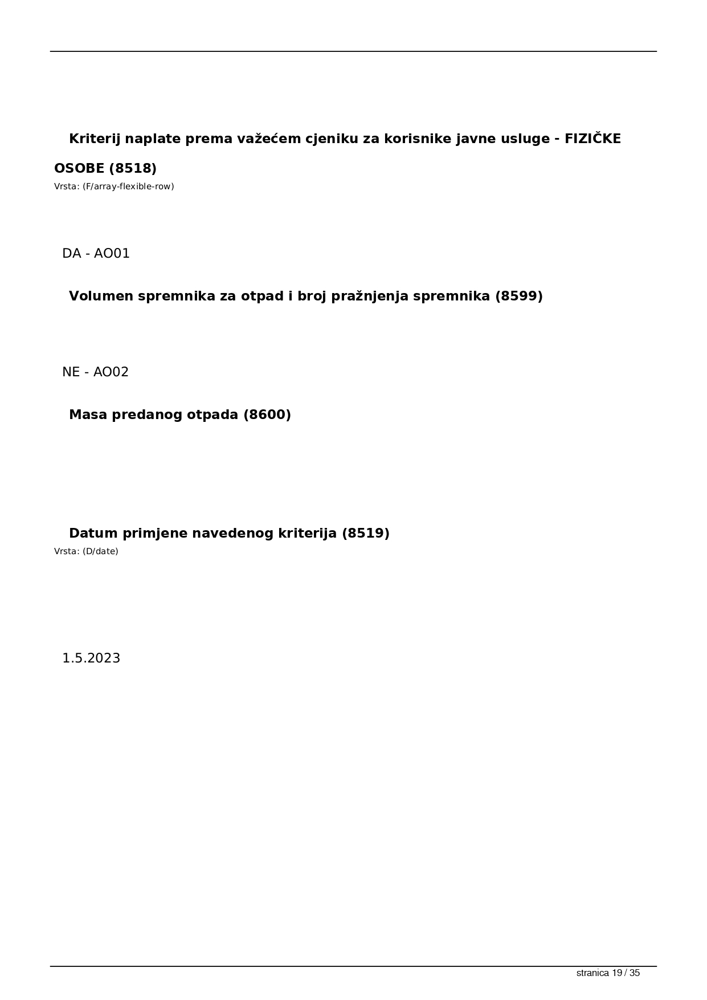 Kriterij naplate prema važećem cjeniku za korisnike javne usluge - FIZIČKE
OSOBE (8518)
Vrsta: (F/array-flexible-row)
DA - AO01
Volumen spremnika za otpad i broj pražnjenja spremnika (8599)
NE - AO02
Masa predanog otpada (8600)
Datum primjene navedenog kriterija (8519)
Vrsta: (D/date)
1.5.2023
stranica 19 / 35